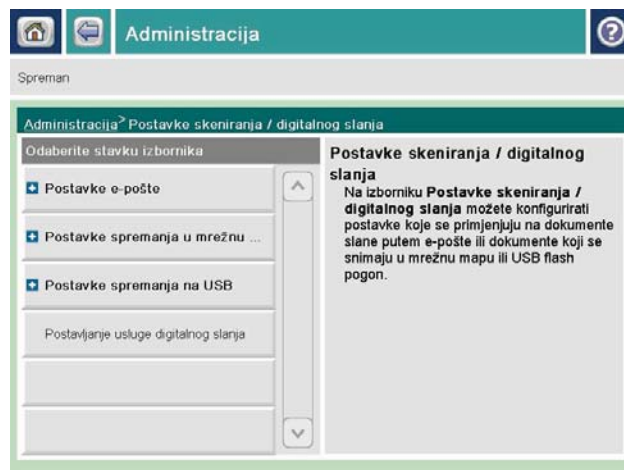 Administracija
Spreman
Administracija > Postavke skeniranja / digitalnog slanja
Odaberite stavku izbornika
Postavke e-pošte
Postavke spremanja u mrežnu ...
Postavke spremanja na USB
Postavljanje usluge digitalnog slanja
Postavke skeniranja / digitalnog
slanja
Na izborniku Postavke skeniranja /
digitalnog slanja možete konfigurirati
postavke koje se primjenjuju na dokumente
slane putem e-pošte ili dokumente koji se
snimaju u mrežnu mapu ili USB flash
pogon.